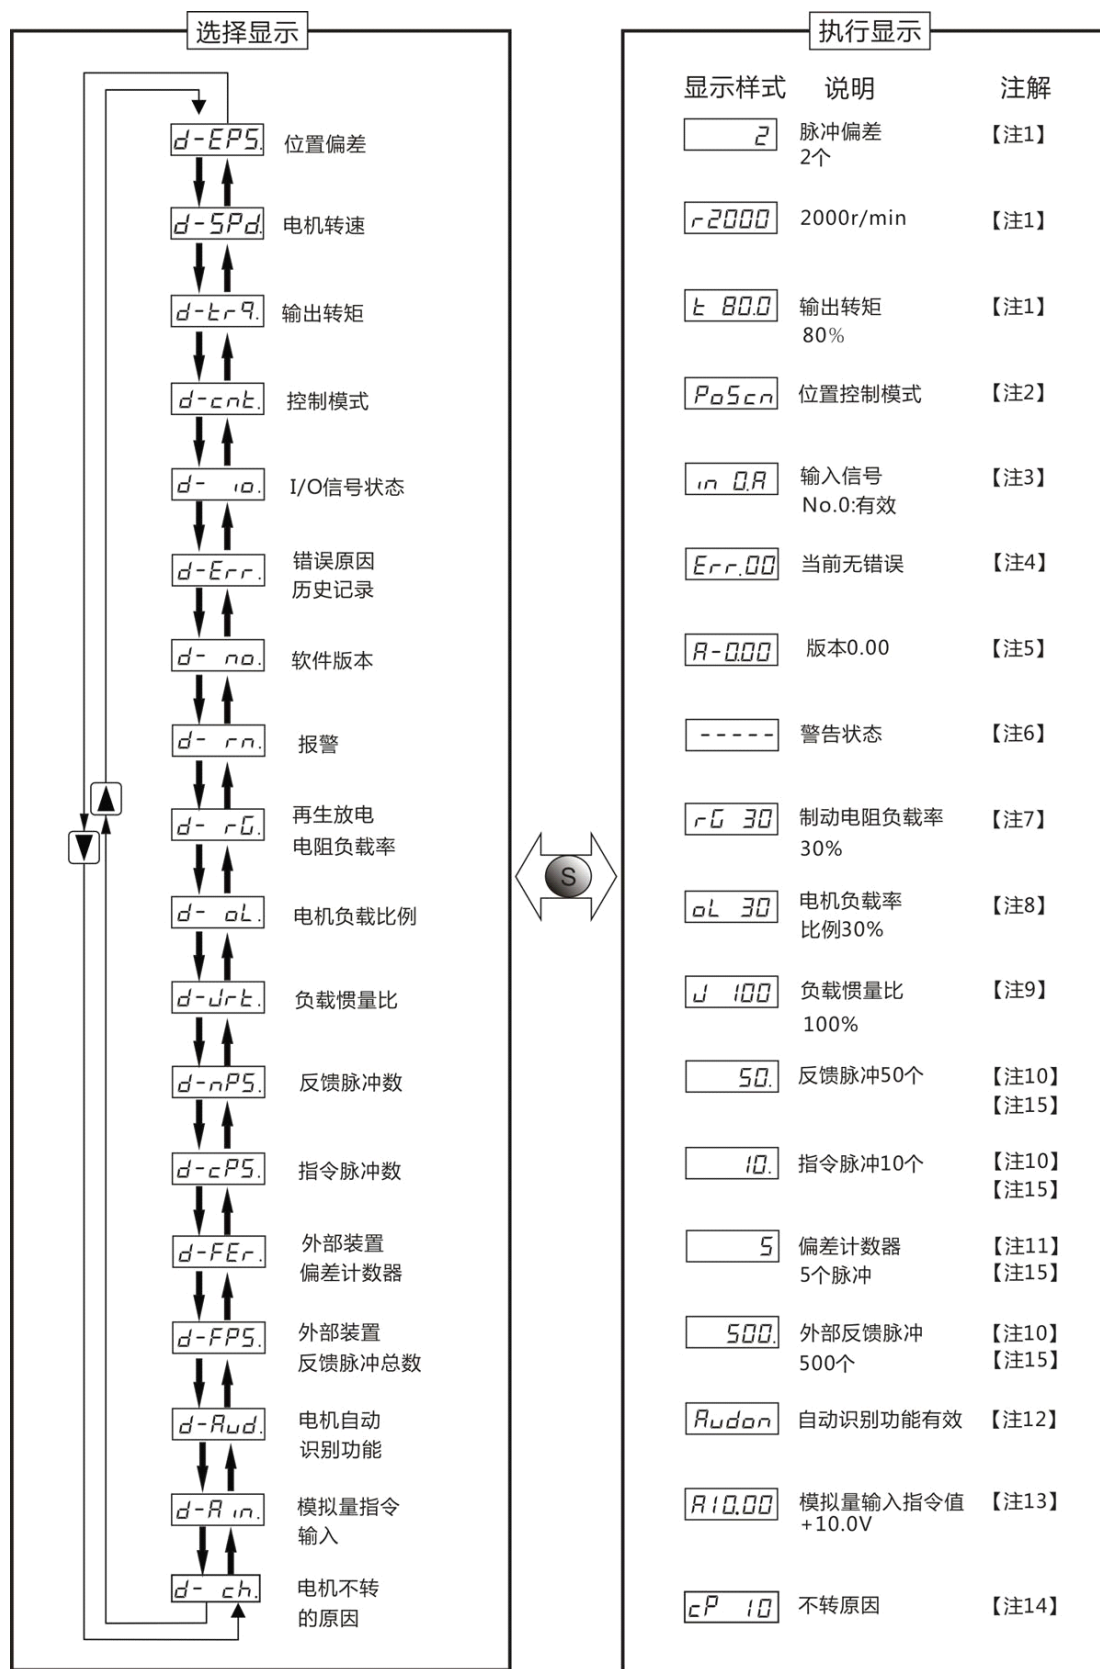 选择显示
d-EPS.
位置偏差
d-SPd.
电机转速
d-trq.
输出转矩
d-cnt.
控制模式
d- io.
I/O信号状态
d-Err.
错误原因
历史记录
d- no.
软件版本
d- rn.
报警
d- rG.
再生放电
电阻负载率
d- oL.
电机负载比例
d-Jrt.
负载惯量比
d-nPS.
反馈脉冲数
d-cPS.
指令脉冲数
d-FEr.
外部装置
偏差计数器
d-FPS.
外部装置
反馈脉冲总数
d-Aud.
电机自动
识别功能
d-A in.
模拟量指令
输入
d- ch.
电机不转
的原因
S
执行显示
显示样式 说明 注解
2 脉冲偏差 【注1】
2个
r2000 2000r/min 【注1】
t 80.0 输出转矩 【注1】
80%
PoScn 位置控制模式 【注2】
in 0.A 输入信号 【注3】
No.0:有效
Err.00 当前无错误 【注4】
A-0.00 版本0.00 【注5】
----- 警告状态 【注6】
rG 30 制动电阻负载率 【注7】
30%
oL 30 电机负载率 【注8】
比例30%
J 100 负载惯量比 【注9】
100%
50. 反馈脉冲50个 【注10】
【注15】
10. 指令脉冲10个 【注10】
【注15】
5 偏差计数器 【注11】
5个脉冲 【注15】
500. 外部反馈脉冲 【注10】
500个 【注15】
Audon 自动识别功能有效 【注12】
A10.00 模拟量输入指令值 【注13】
+10.0V
cP 10 不转原因 【注14】